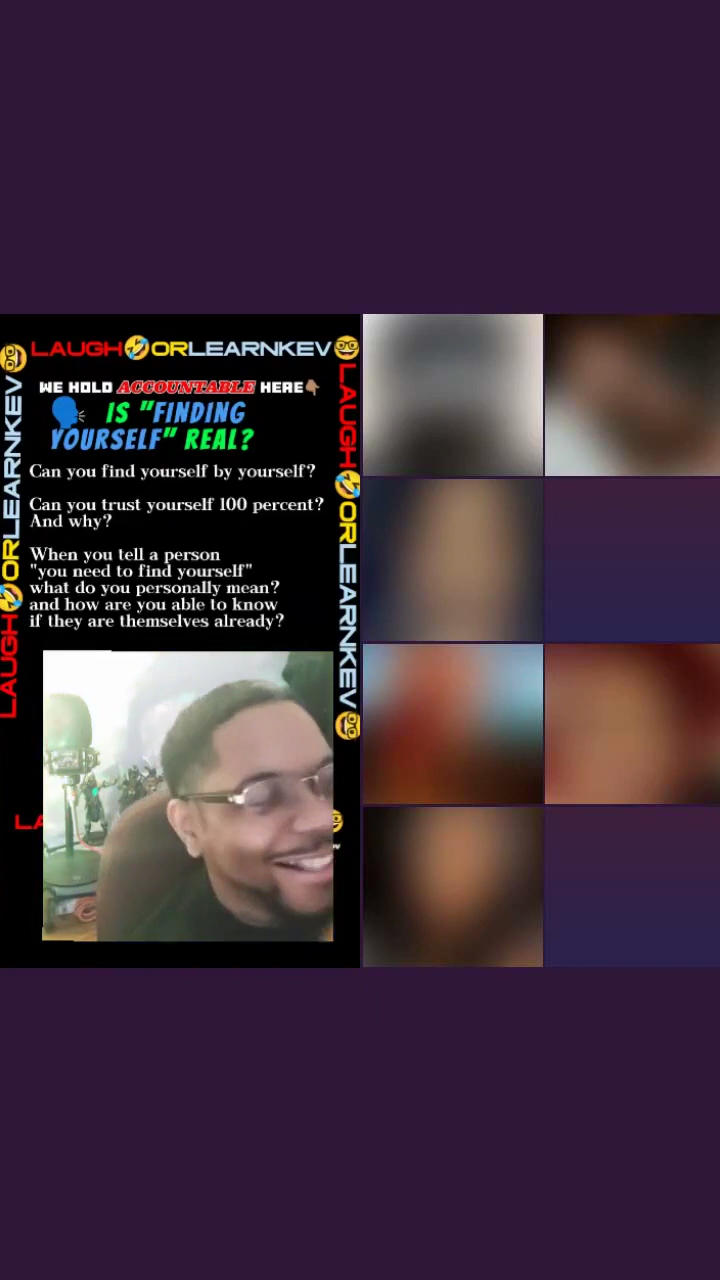 LAUGH🤣ORLEARNKEV🤓
WE HOLD ACCOUNTABLE HERE👇🏽
🗣 IS "FINDING
YOURSELF" REAL?
Can you find yourself by yourself?
Can you trust yourself 100 percent?
And why?
When you tell a person
"you need to find yourself"
what do you personally mean?
and how are you able to know
if they are themselves already?
LAUGH🤣ORLEARNKEV🤓
LAUGH🤣ORLEARNKEV🤓
LA